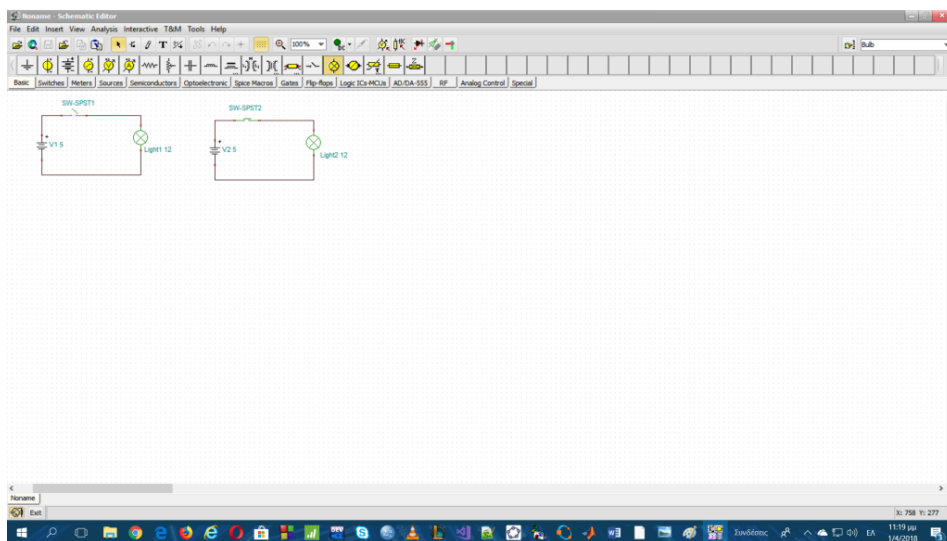 Noname - Schematic Editor
File Edit Insert View Analysis Interactive T&M Tools Help
100%
Bulb
Basic Switches Meters Sources Semiconductors Optoelectronic Spice Macros Gates Flip-flops Logic ICs-MCUs AD/DA-555 RF Analog Control Special
SW-SPST1
SW-SPST2
V1 5
Light1 12
V2 5
Light2 12
Noname
Exit
X: 758 Y: 277
Συνδέσεις
ΕΛ
11:19 μμ
1/4/2018